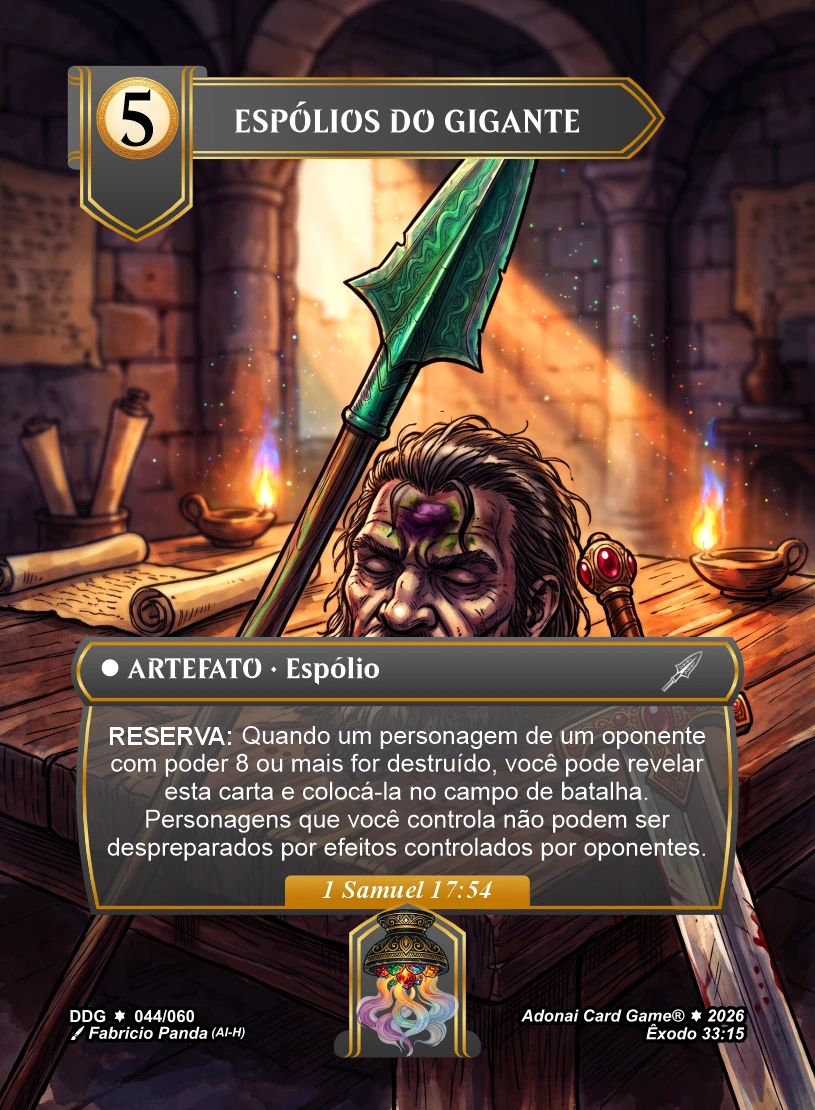 5
ESPÓLIOS DO GIGANTE
ARTEFATO · Espólio
RESERVA: Quando um personagem de um oponente
com poder 8 ou mais for destruído, você pode revelar
esta carta e colocá-la no campo de batalha.
Personagens que você controla não podem ser
despreparados por efeitos controlados por oponentes.
1 Samuel 17:54
DDG ✶ 044/060
Fabricio Panda (AI-H)
Adonai Card Game® ✶ 2026
Êxodo 33:15